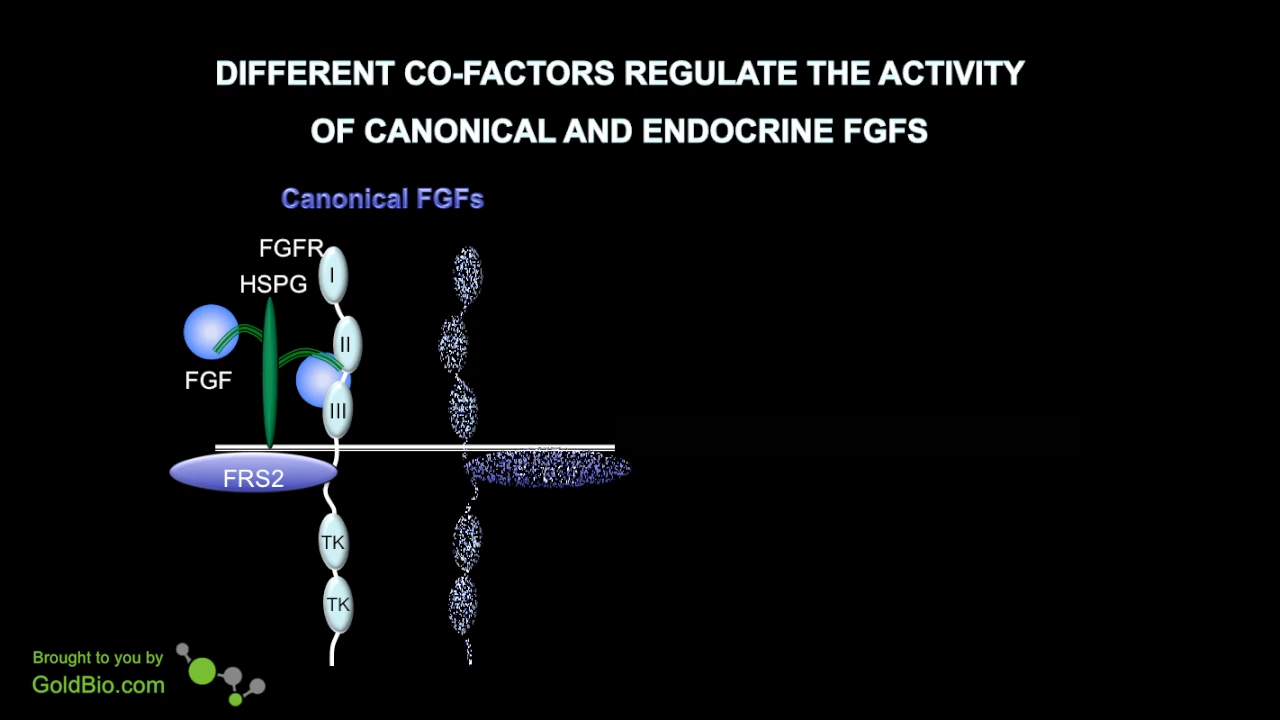 DIFFERENT CO-FACTORS REGULATE THE ACTIVITY
OF CANONICAL AND ENDOCRINE FGFS
Canonical FGFs
FGFR
I
HSPG
II
FGF
III
FRS2
TK
TK
Brought to you by
GoldBio.com